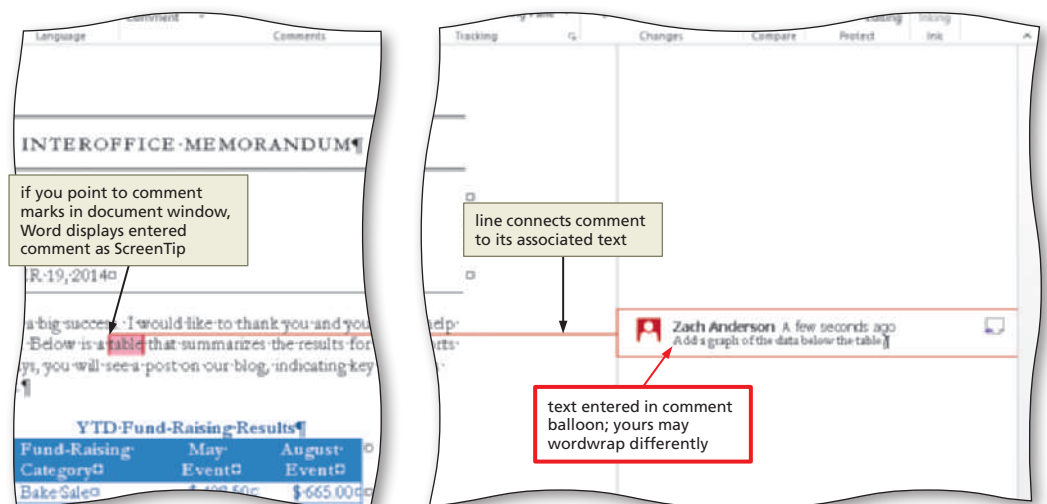 Language
Comments
Tracking
Changes
Compare
Protect
Ink
Inking
INTEROFFICE·MEMORANDUM¶
if you point to comment
marks in document window,
Word displays entered
comment as ScreenTip
R·19,·2014¤
line connects comment
to its associated text
a·big·success.·I·would·like·to·thank·you·and·you
help·
Below·is·a·table·that·summarizes·the·results·for
orts·
ys,·you·will·see·a·post·on·our·blog,·indicating·key
Zach Anderson A few seconds ago
Add a graph of the data below the table.
text entered in comment
balloon; yours may
wordwrap differently
YTD·Fund-Raising·Results¶
Fund-Raising· May· August·
Category¤ Event¤ Event¤
Bake·Sale¤ $·665.00¤